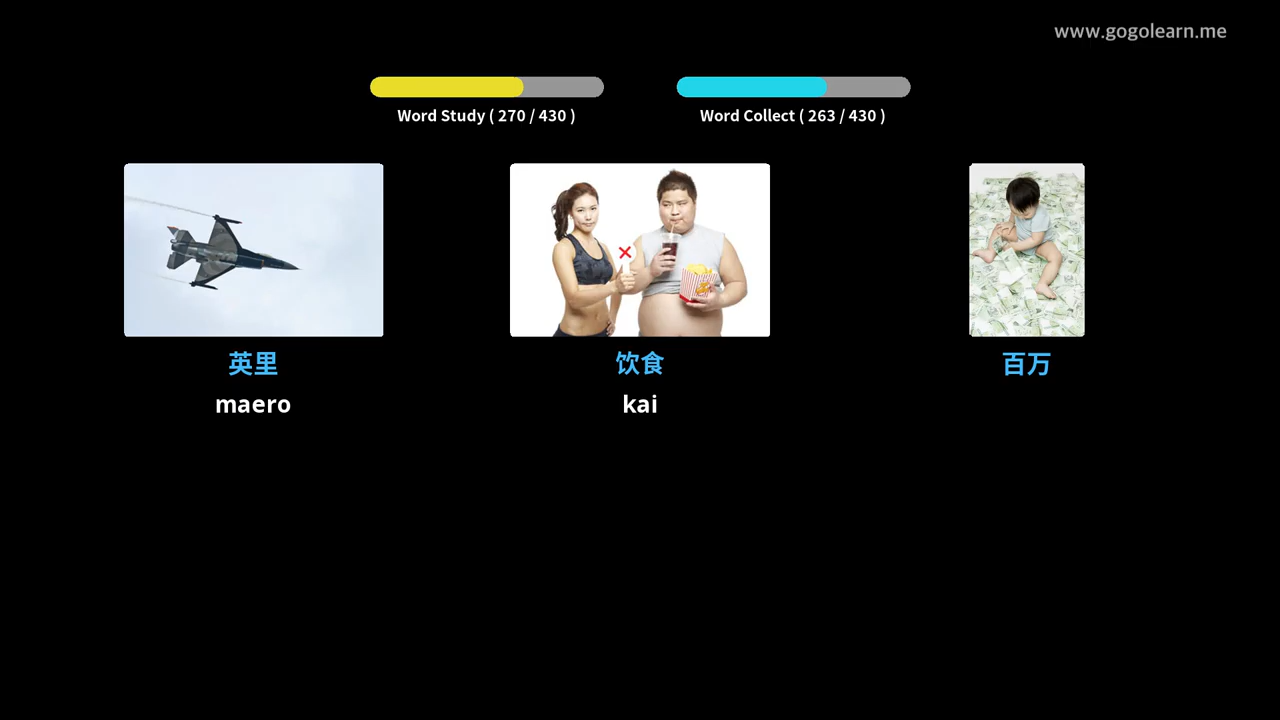 www.gogolearn.me
Word Study ( 270 / 430 )
Word Collect ( 263 / 430 )
英里
饮食
百万
maero
kai